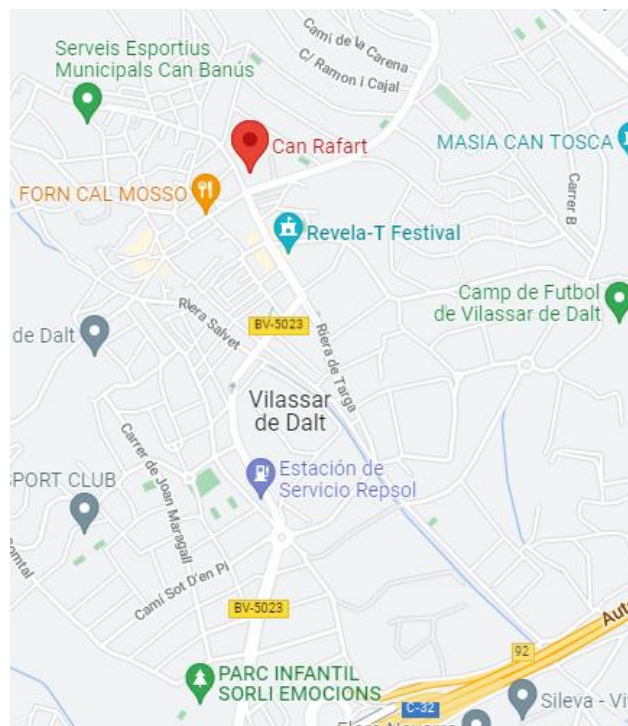 Camí de la Carena
C/ Ramon i Cajal
Serveis Esportius
Municipals Can Banús
Can Rafart
MASIA CAN TOSCA
Carrer B
FORN CAL MOSSO
Revela-T Festival
Camp de Futbol
de Vilassar de Dalt
Riera Salvet
BV-5023
Riera de Targa
de Dalt
Vilassar
de Dalt
Carrer de Joan Maragall
Estación de
Servicio Repsol
PORT CLUB
Camí Sot D'en Pi
BV-5023
92
Aut
PARC INFANTIL
SORLI EMOCIONS
C-32
Sileva - Vi